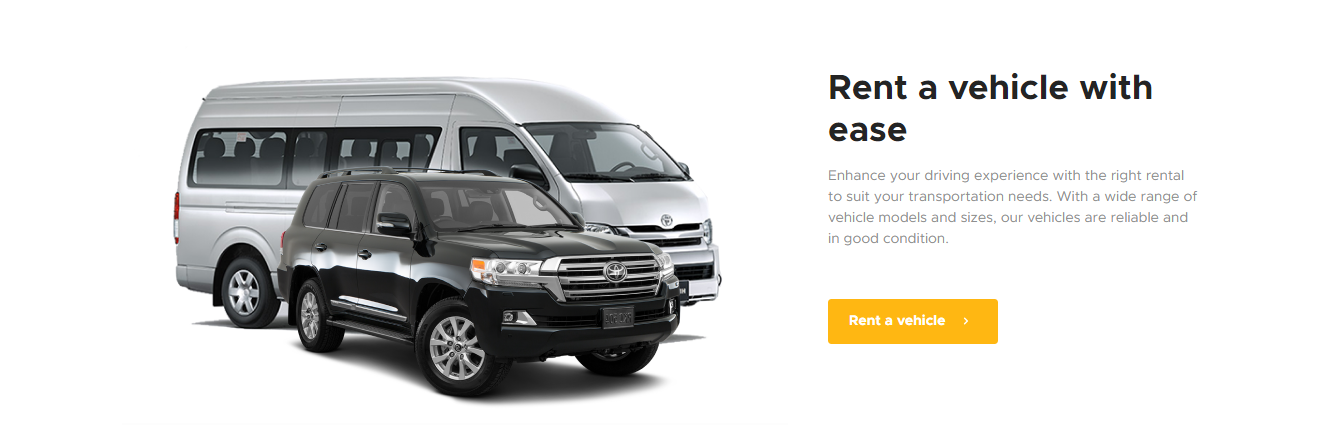 Rent a vehicle with
ease
Enhance your driving experience with the right rental
to suit your transportation needs. With a wide range of
vehicle models and sizes, our vehicles are reliable and
in good condition.
Rent a vehicle